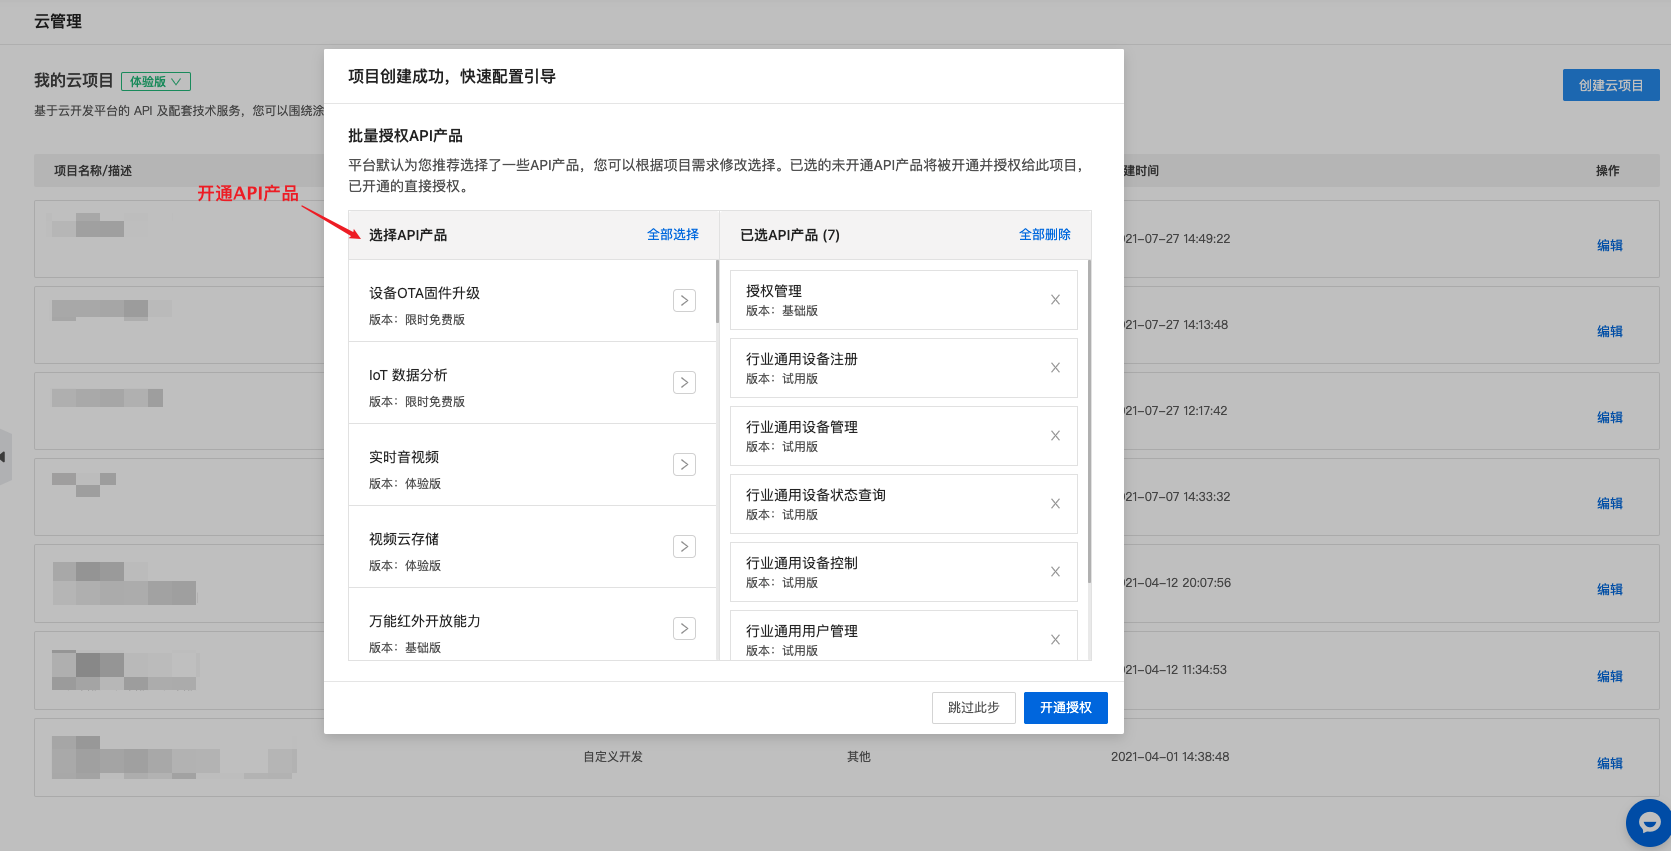 云管理
我的云项目 体验版
创建云项目
基于云开发平台的 API 及配套技术服务，您可以围绕涂
项目名称/描述
建时间
操作
开通API产品
21-07-27 14:49:22
编辑
21-07-27 14:13:48
编辑
21-07-27 12:17:42
编辑
21-07-07 14:33:32
编辑
21-04-12 20:07:56
编辑
21-04-12 11:34:53
编辑
自定义开发
其他
2021-04-01 14:38:48
编辑
项目创建成功，快速配置引导
批量授权API产品
平台默认为您推荐选择了一些API产品，您可以根据项目需求修改选择。已选的未开通API产品将被开通并授权给此项目，
已开通的直接授权。
选择API产品
全部选择
设备OTA固件升级
版本：限时免费版
IoT 数据分析
版本：限时免费版
实时音视频
版本：体验版
视频云存储
版本：体验版
万能红外开放能力
版本：基础版
已选API产品 (7)
全部删除
授权管理
版本：基础版
行业通用设备注册
版本：试用版
行业通用设备管理
版本：试用版
行业通用设备状态查询
版本：试用版
行业通用设备控制
版本：试用版
行业通用用户管理
版本：试用版
跳过此步
开通授权